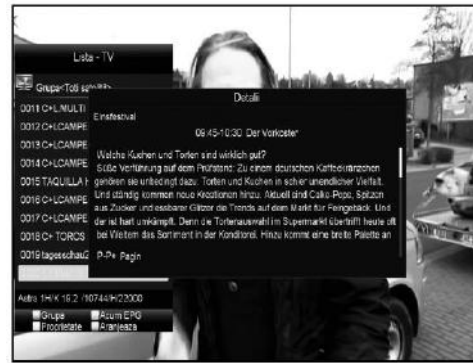 Lista - TV
Grupa<Toti sateliti>
0011 C+L.MULTI
0012 C+LCAMPE
0013 C+LCAMPE
0014 C+LCAMPE
0015 TAQUILLA
0016 C+LCAMPE
0017 C+LCAMPE
0018 C+ TOROS
0019 tagesschau2
Astra 1H/K 19.2 /10744/H/22000
Grupa
Acum EPG
Proprietate
Aranjeaza
Detalii
Einsfestival
09:45-10:30 Der Vorkoster
Welche Kuchen und Torten sind wirklich gut?
Süße Verführung auf dem Prüfstand: Zu einem deutschen Kaffeekränzchen
gehören sie unbedingt dazu. Torten und Kuchen in schier unendlicher Vielfalt.
Und ständig kommen neue Kreationen hinzu. Aktuell sind Cake-Pops, Spitzen
aus Zucker und essbarer Glitzer die Trends auf dem Markt für Feingebäck. Und
der ist hart umkämpft. Denn die Tortenauswahl im Supermarkt übertrifft heute oft
bei Weitem das Sortiment in der Konditorei. Hinzu kommt eine breite Palette an
P-P+ Pagin